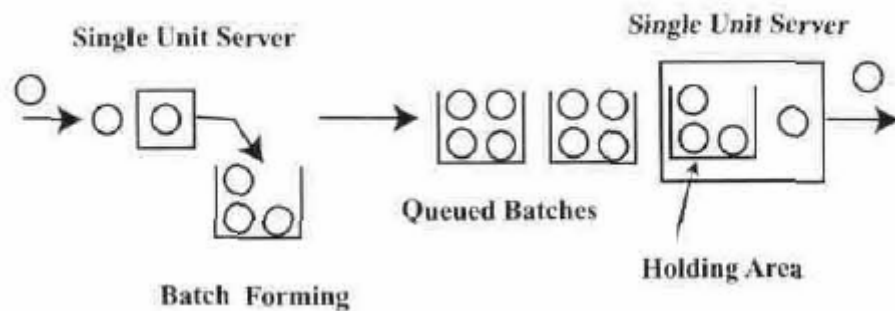 Single Unit Server
Single Unit Server
Queued Batches
Holding Area
Batch Forming